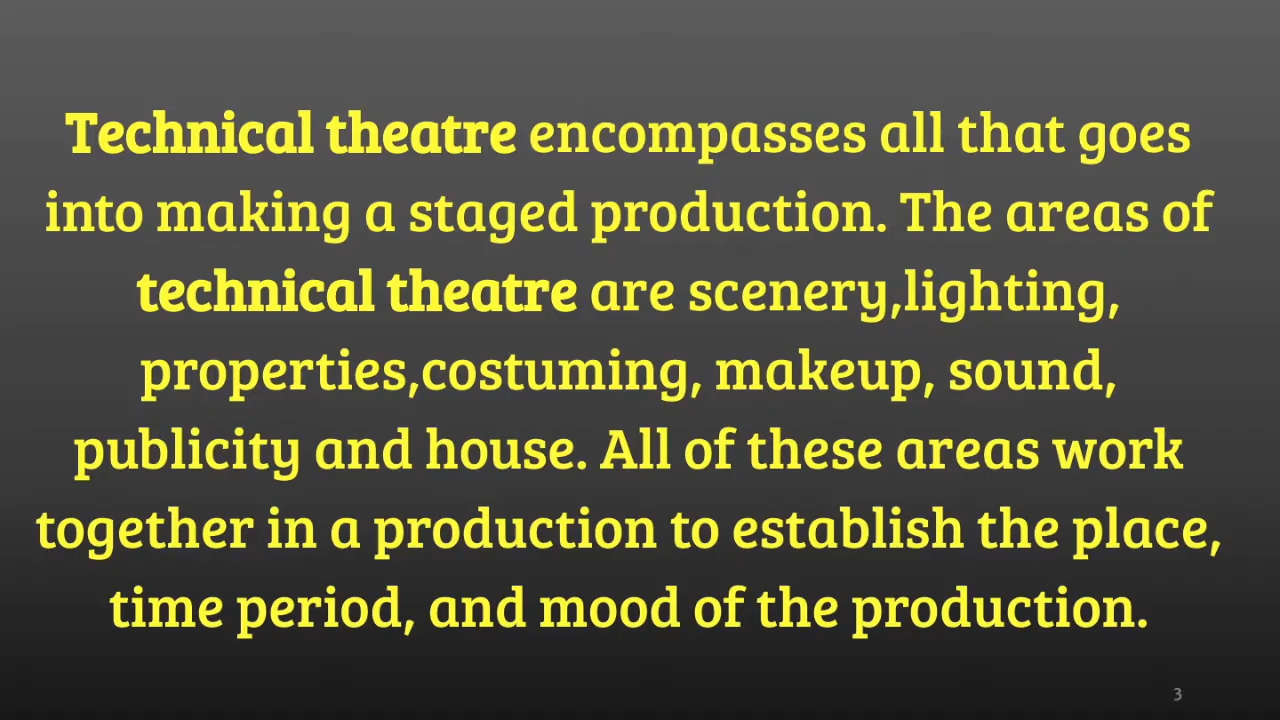 Technical theatre encompasses all that goes
into making a staged production. The areas of
technical theatre are scenery,lighting,
properties,costuming, makeup, sound,
publicity and house. All of these areas work
together in a production to establish the place,
time period, and mood of the production.
3